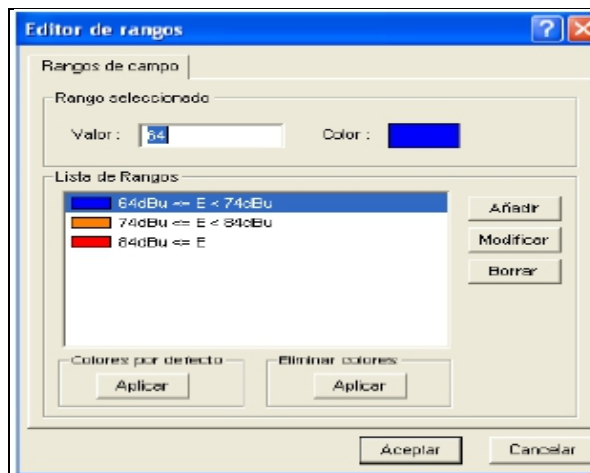 Editor de rangos
Rangos de campo
Rango seleccionado
Valor : 64 Color :
Lista de Rangos
64dBu <= E < 74dBu
74dBu <= E < 84dBu
84dBu <= E
Añadir
Modificar
Borrar
Colores por defecto
Aplicar
Eliminar colores
Aplicar
Aceptar
Cancelar